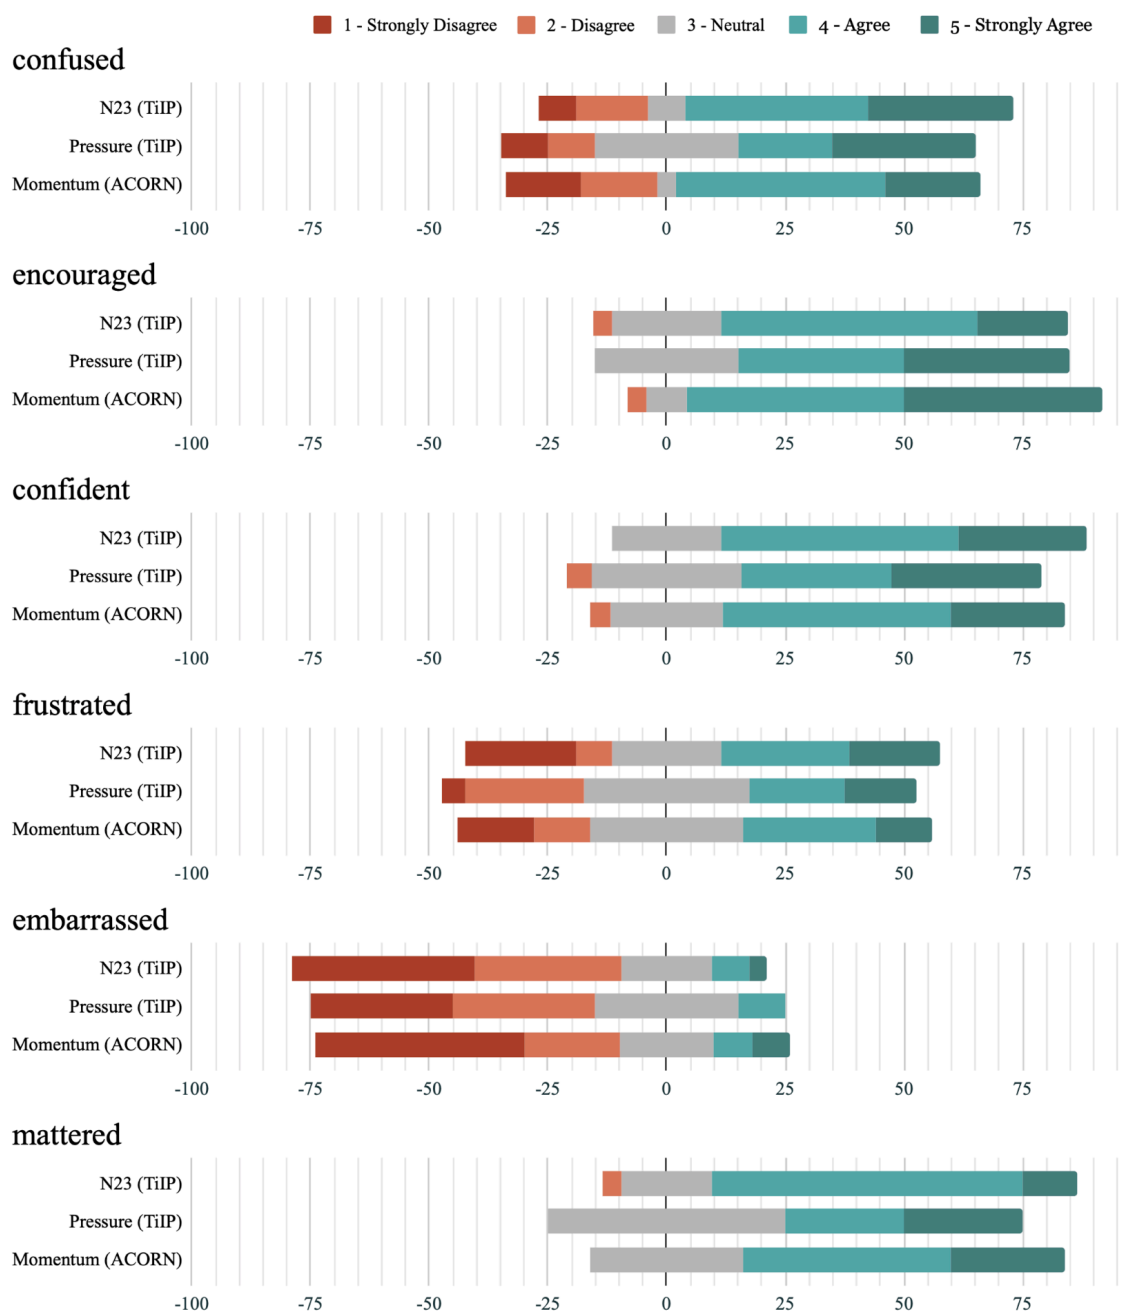 1 - Strongly Disagree 2 - Disagree 3 - Neutral 4 - Agree 5 - Strongly Agree
confused
N23 (TiIP)
Pressure (TiIP)
Momentum (ACORN)
-100 -75 -50 -25 0 25 50 75
encouraged
N23 (TiIP)
Pressure (TiIP)
Momentum (ACORN)
-100 -75 -50 -25 0 25 50 75
confident
N23 (TiIP)
Pressure (TiIP)
Momentum (ACORN)
-100 -75 -50 -25 0 25 50 75
frustrated
N23 (TiIP)
Pressure (TiIP)
Momentum (ACORN)
-100 -75 -50 -25 0 25 50 75
embarrassed
N23 (TiIP)
Pressure (TiIP)
Momentum (ACORN)
-100 -75 -50 -25 0 25 50 75
mattered
N23 (TiIP)
Pressure (TiIP)
Momentum (ACORN)
-100 -75 -50 -25 0 25 50 75